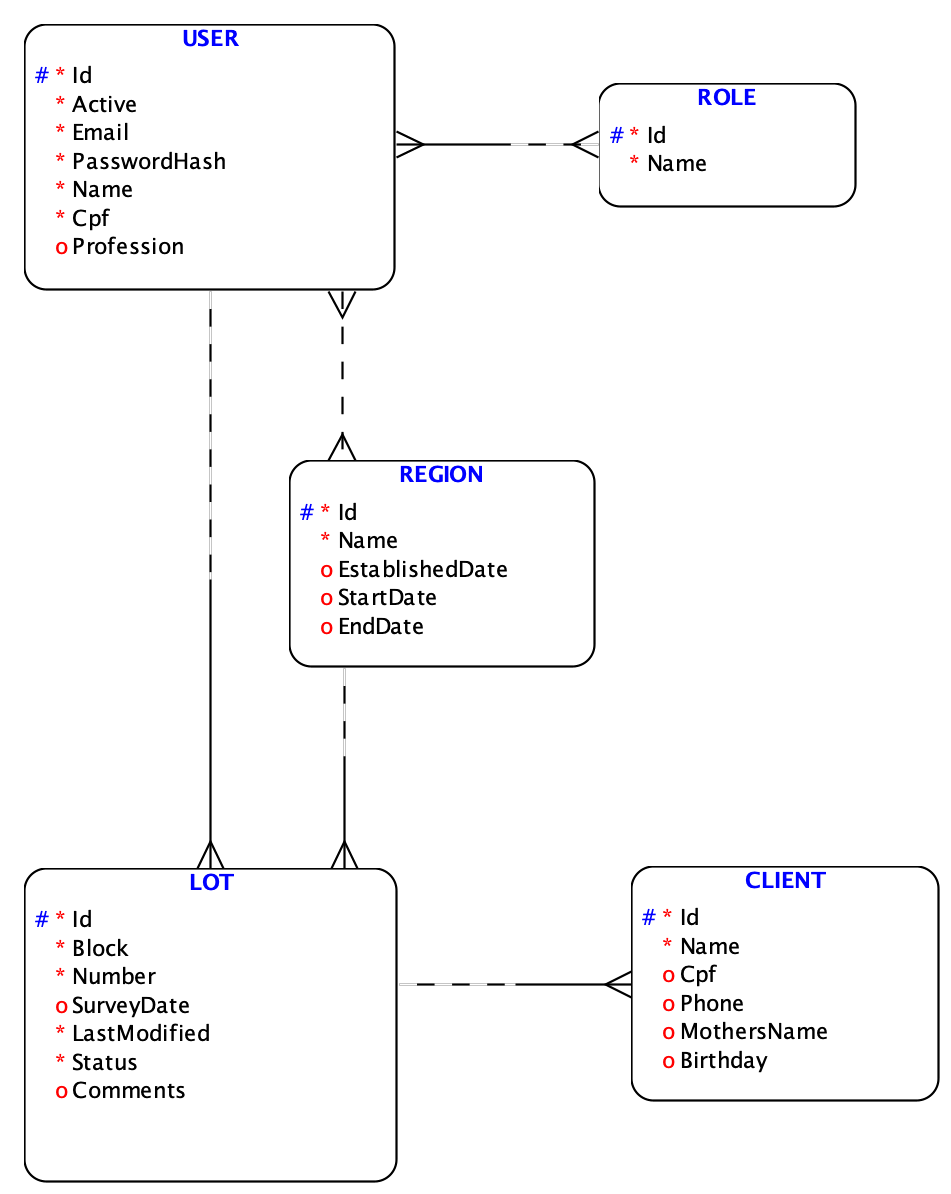 USER
# * Id
* Active
* Email
* PasswordHash
* Name
* Cpf
o Profession
ROLE
# * Id
* Name
REGION
# * Id
* Name
o EstablishedDate
o StartDate
o EndDate
LOT
# * Id
* Block
* Number
o SurveyDate
* LastModified
* Status
o Comments
CLIENT
# * Id
* Name
o Cpf
o Phone
o MothersName
o Birthday